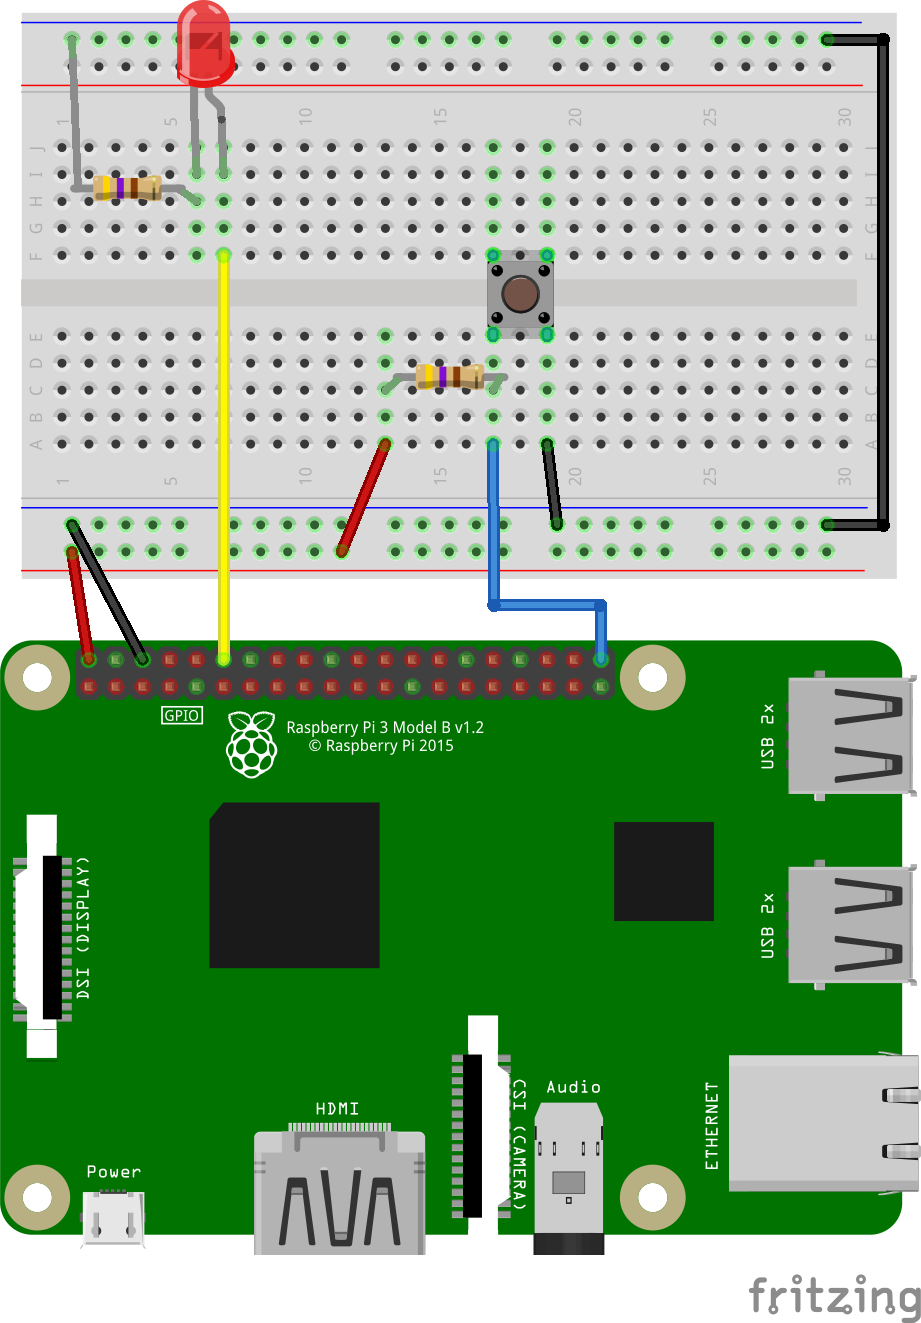 1 5 10 15 20 25 30
J J
I I
H H
G G
F F
E E
D D
C C
B B
A A
1 5 10 15 20 25 30
GPIO
Raspberry Pi 3 Model B v1.2
© Raspberry Pi 2015
USB 2x
DSI (DISPLAY)
USB 2x
CSI (CAMERA)
Audio
ETHERNET
HDMI
Power
fritzing